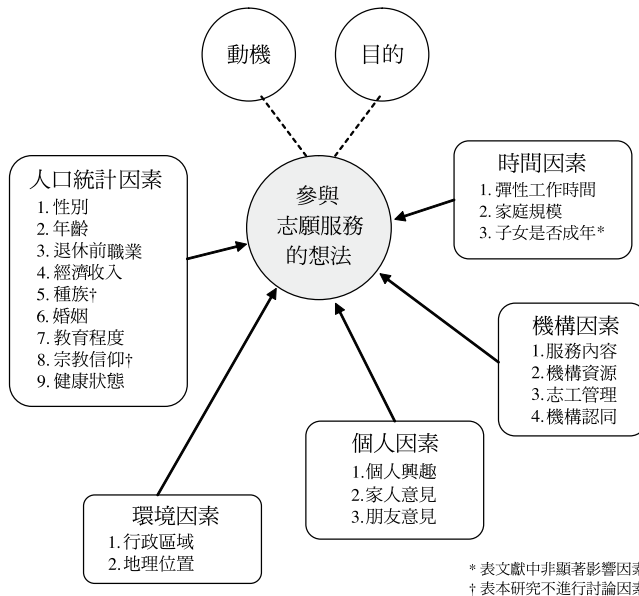 動機
目的
參與
志願服務
的想法
人口統計因素
1. 性別
2. 年齡
3. 退休前職業
4. 經濟收入
5. 種族†
6. 婚姻
7. 教育程度
8. 宗教信仰†
9. 健康狀態
時間因素
1. 彈性工作時間
2. 家庭規模
3. 子女是否成年*
機構因素
1. 服務內容
2. 機構資源
3. 志工管理
4. 機構認同
個人因素
1. 個人興趣
2. 家人意見
3. 朋友意見
環境因素
1. 行政區域
2. 地理位置
* 表文獻中非顯著影響因素
† 表本研究不進行討論因素